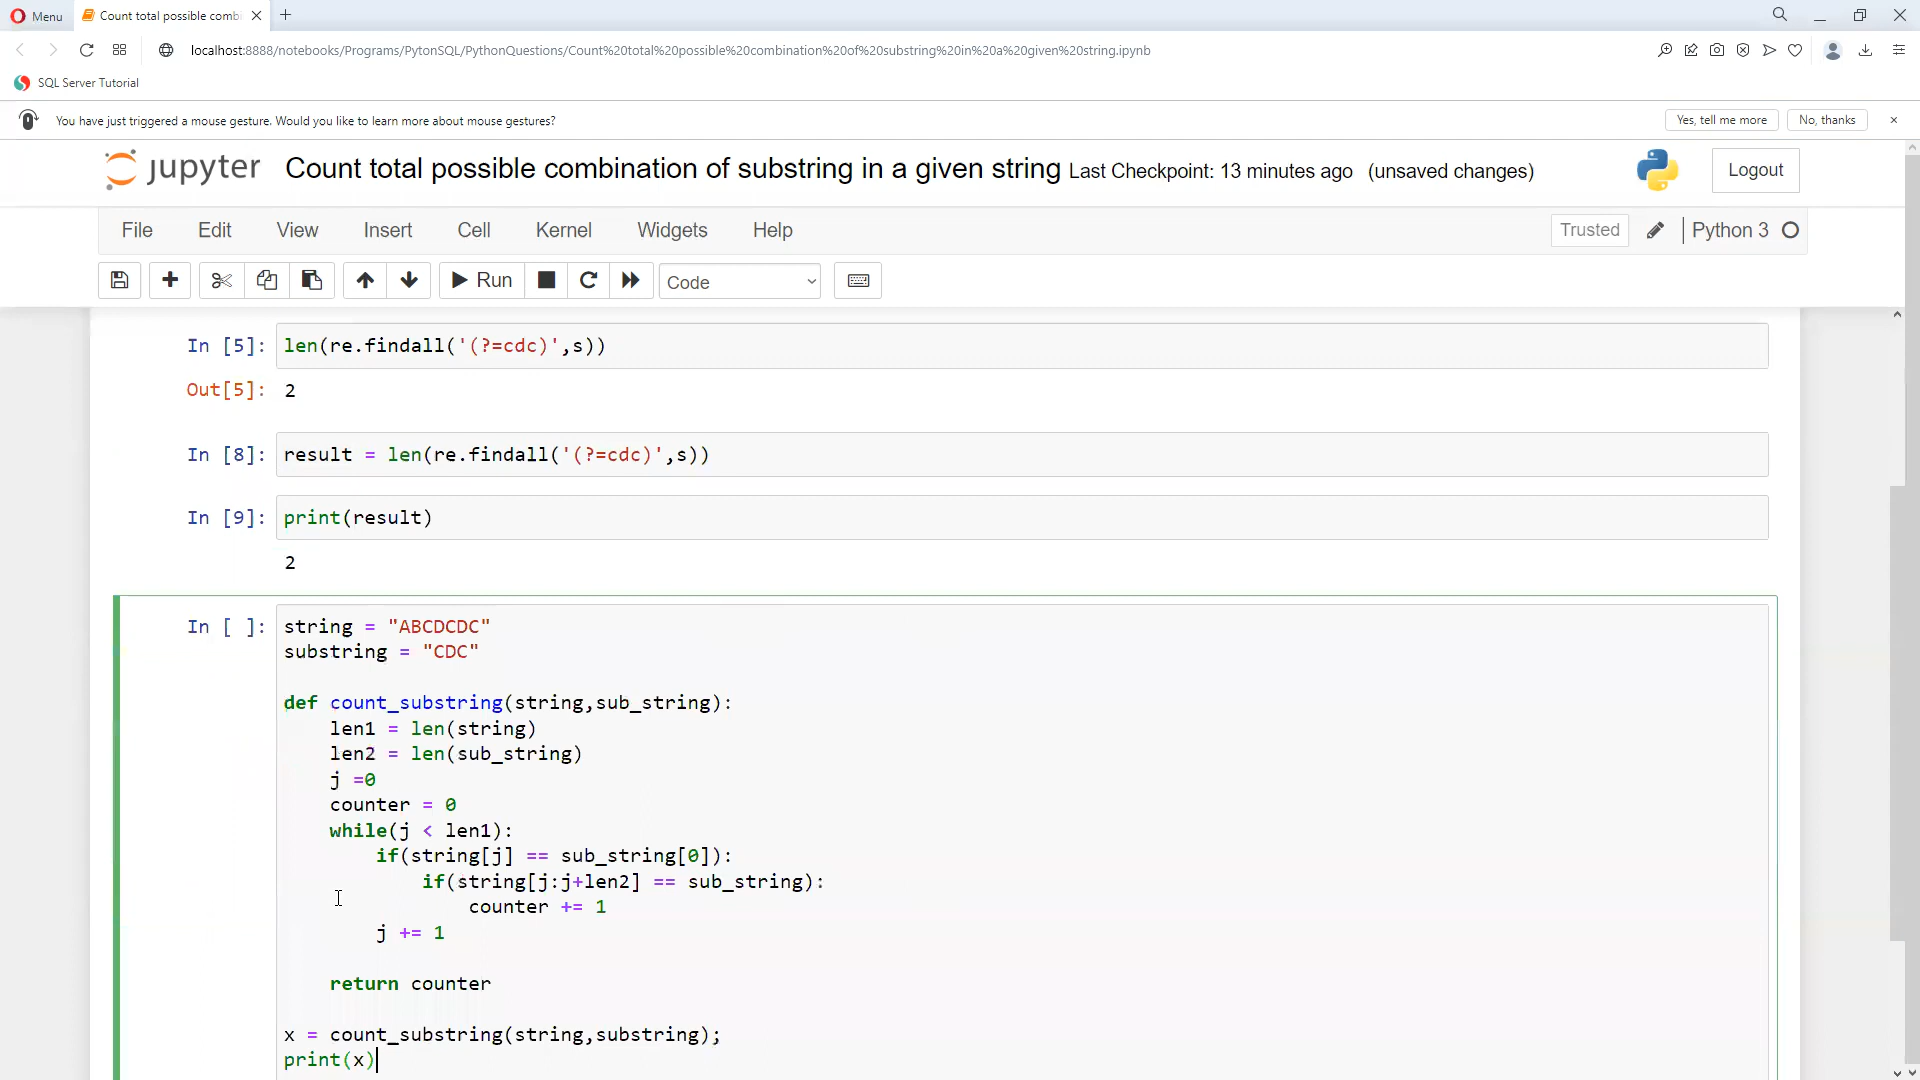 Menu
Count total possible combi
localhost:8888/notebooks/Programs/PytonSQL/PythonQuestions/Count%20total%20possible%20combination%20of%20substring%20in%20a%20given%20string.ipynb
SQL Server Tutorial
You have just triggered a mouse gesture. Would you like to learn more about mouse gestures?
Yes, tell me more
No, thanks
jupyter Count total possible combination of substring in a given string Last Checkpoint: 13 minutes ago (unsaved changes)
Logout
File Edit View Insert Cell Kernel Widgets Help
Trusted
Python 3
Run
Code
In [5]: len(re.findall('(?=cdc)',s))
Out[5]: 2
In [8]: result = len(re.findall('(?=cdc)',s))
In [9]: print(result)
2
In [ ]: string = "ABCDCDC"
substring = "CDC"
def count_substring(string,sub_string):
    len1 = len(string)
    len2 = len(sub_string)
    j =0
    counter = 0
    while(j < len1):
        if(string[j] == sub_string[0]):
            if(string[j:j+len2] == sub_string):
                counter += 1
        j += 1
    return counter
x = count_substring(string,substring);
print(x)